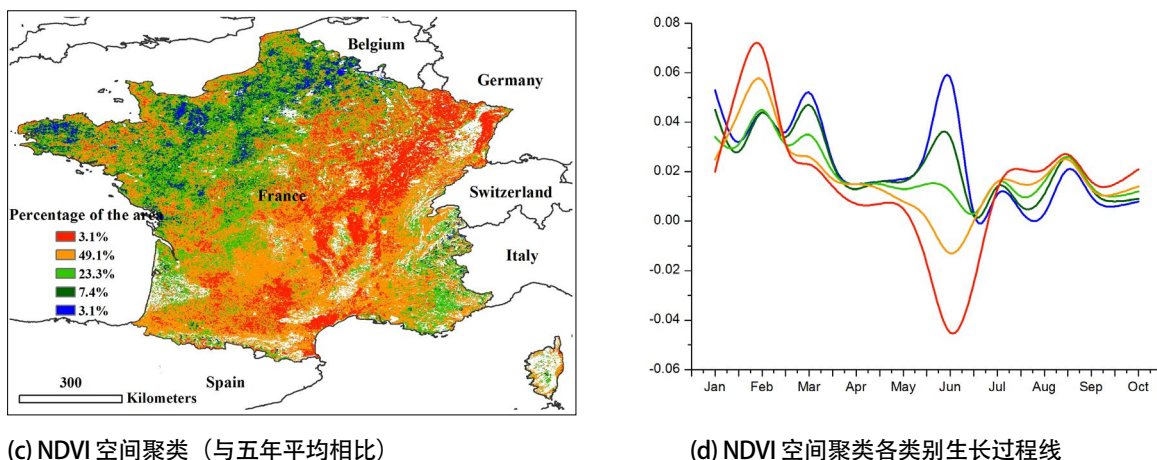 Belgium
Germany
France
Switzerland
Percentage of the area
3.1%
49.1%
23.3%
7.4%
3.1%
Italy
300
Kilometers
Spain
0.08
0.06
0.04
0.02
0.00
-0.02
-0.04
-0.06
Jan Feb Mar Apr May Jun Jul Aug Sep Oct
(c) NDVI 空间聚类（与五年平均相比）
(d) NDVI 空间聚类各类别生长过程线